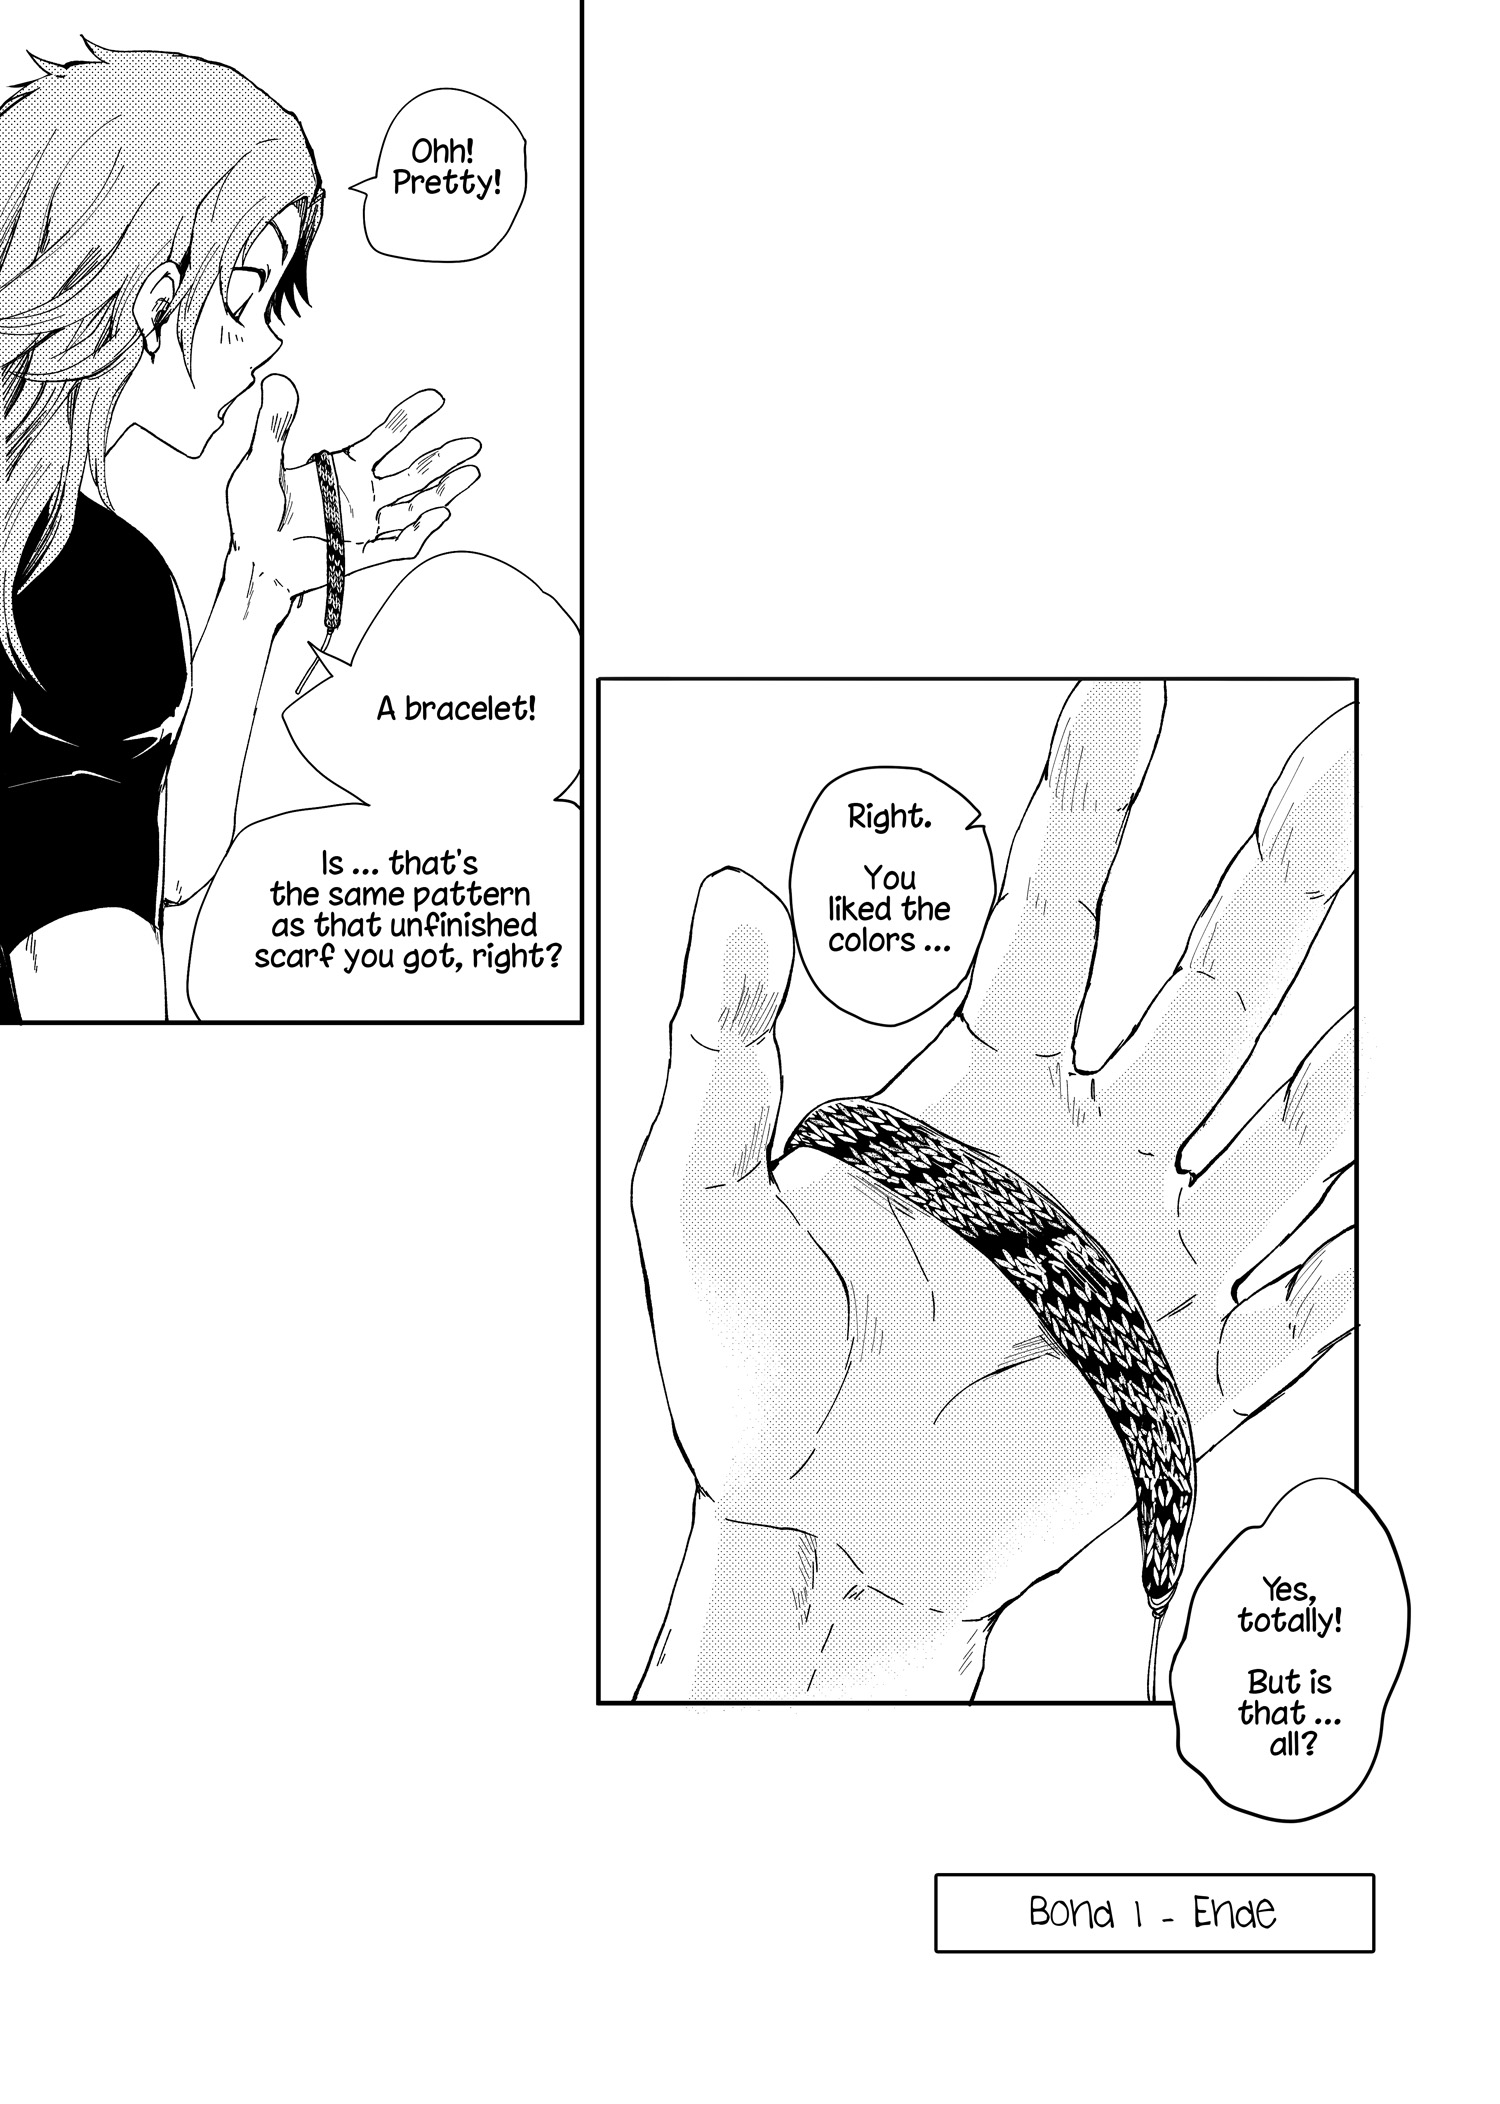 Ohh!
Pretty!
A bracelet!
Is ... that's
the same pattern
as that unfinished
scarf you got, right?
Right.
You
liked the
colors ...
Yes,
totally!
But is
that ...
all?
Bond 1 - Ende